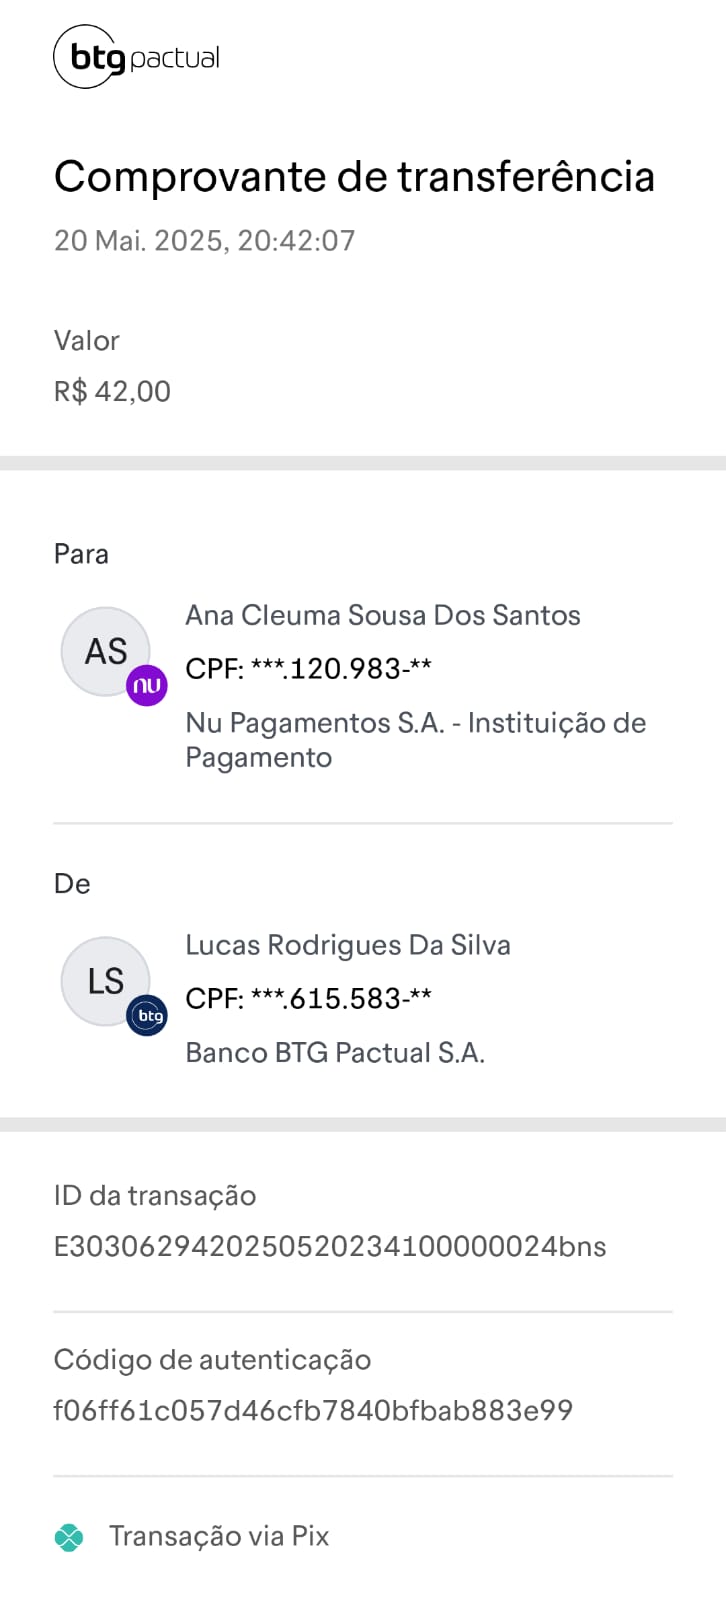 btg pactual
Comprovante de transferência
20 Mai. 2025, 20:42:07
Valor
R$ 42,00
Para
AS
nu
Ana Cleuma Sousa Dos Santos
CPF: ***.120.983-**
Nu Pagamentos S.A. - Instituição de
Pagamento
De
LS
btg
Lucas Rodrigues Da Silva
CPF: ***.615.583-**
Banco BTG Pactual S.A.
ID da transação
E3030629420250520234100000024bns
Código de autenticação
f06ff61c057d46cfb7840bfbab883e99
Transação via Pix